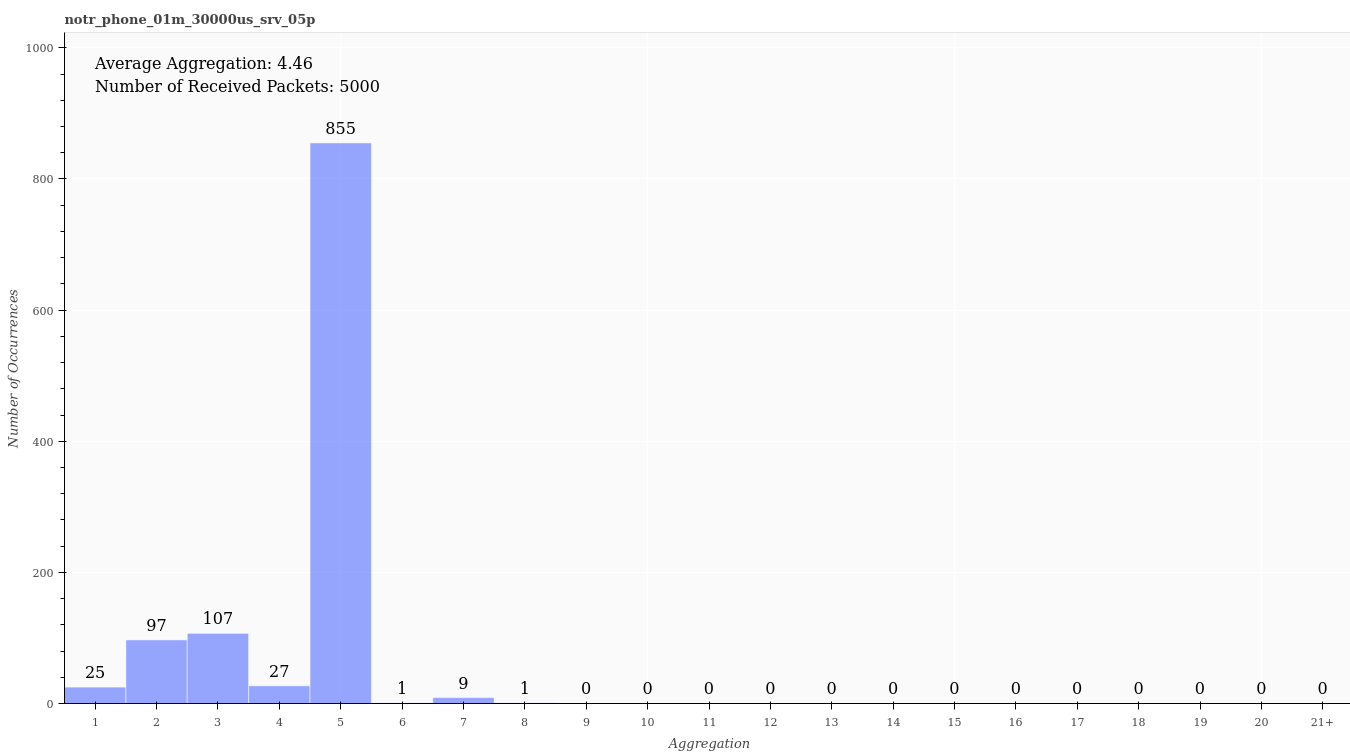 notr_phone_01m_30000us_srv_05p
1000
Average Aggregation: 4.46
Number of Received Packets: 5000
855
800
600
Number of Occurrences
400
200
107
97
27
25
9
1
1
0 0 0 0 0 0 0 0 0 0 0 0 0
0
1 2 3 4 5 6 7 8 9 10 11 12 13 14 15 16 17 18 19 20 21+
Aggregation